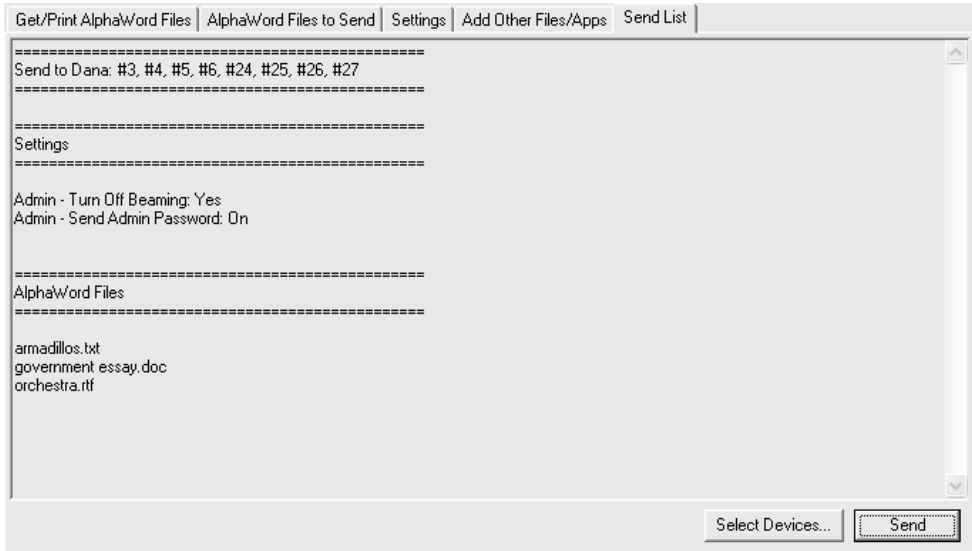 Get/Print AlphaWord Files AlphaWord Files to Send Settings Add Other Files/Apps Send List
================================================
Send to Dana: #3, #4, #5, #6, #24, #25, #26, #27
================================================
================================================
Settings
================================================
Admin - Turn Off Beaming: Yes
Admin - Send Admin Password: On
================================================
AlphaWord Files
================================================
armadillos.txt
government essay.doc
orchestra.rtf
Select Devices... Send